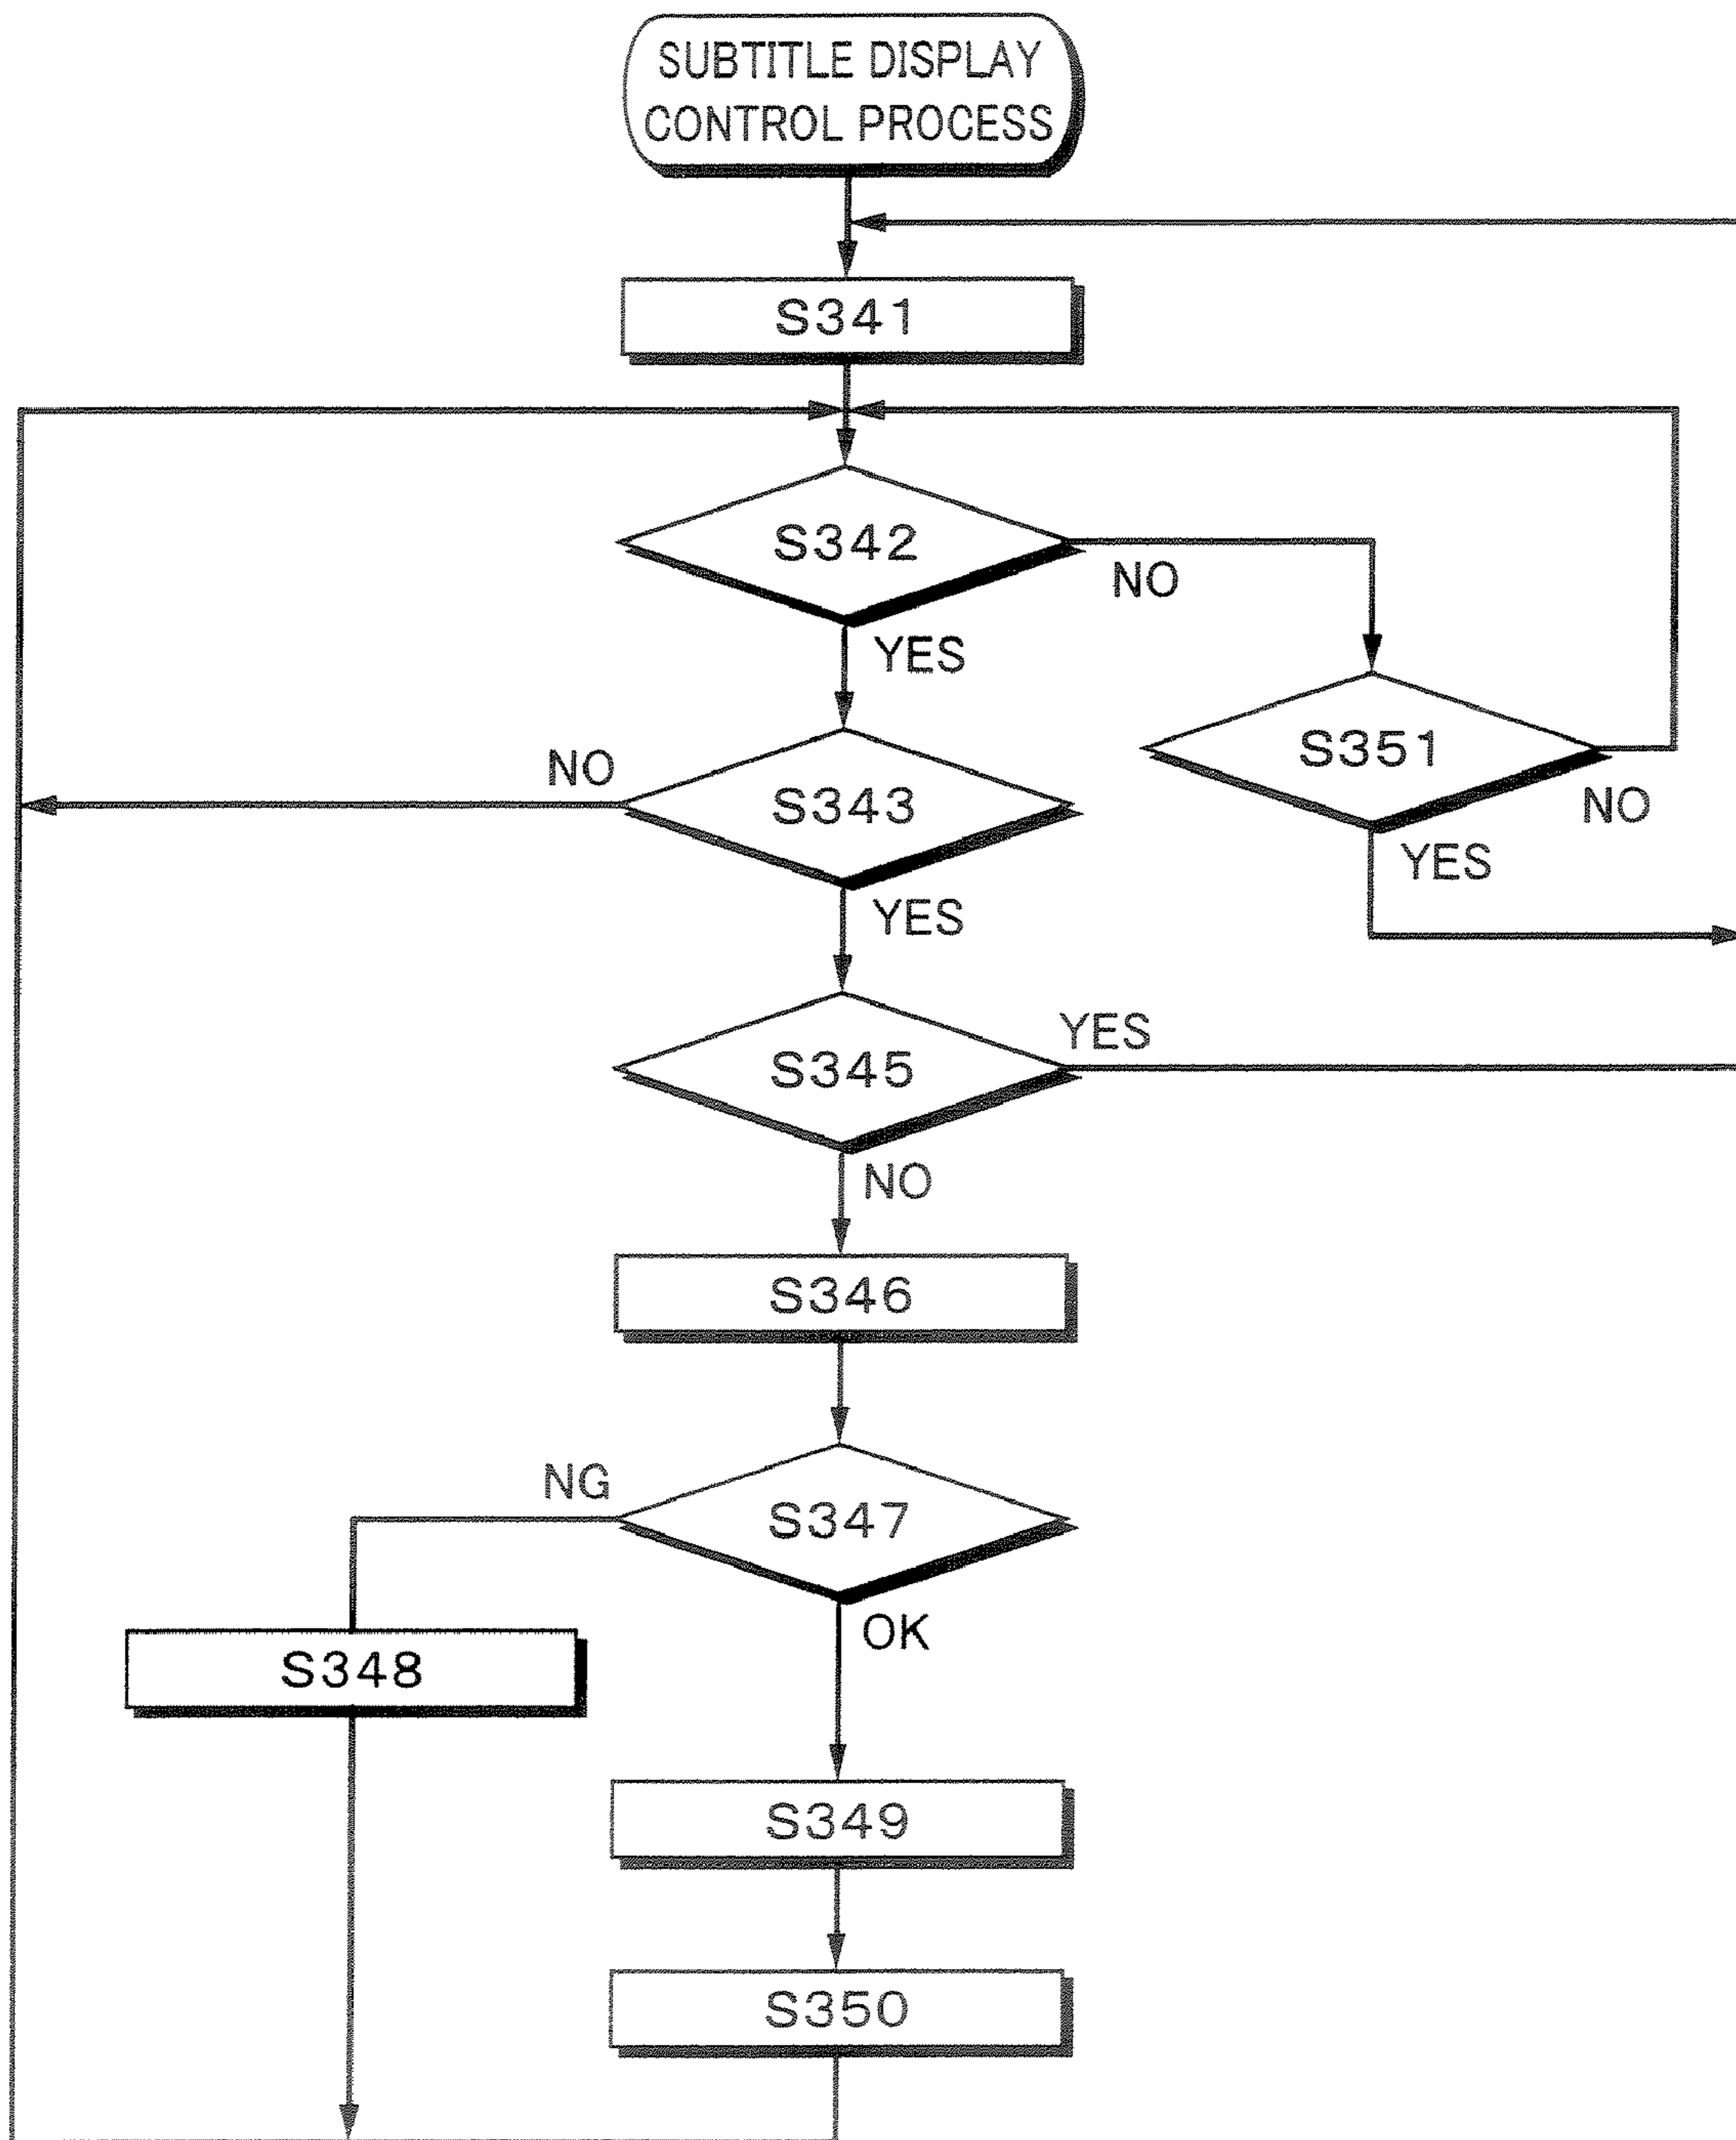 SUBTITLE DISPLAY
CONTROL PROCESS
S341
S342
NO
YES
S351
NO
YES
NO
S343
YES
S345
YES
NO
S346
NG
S347
OK
S348
S349
S350